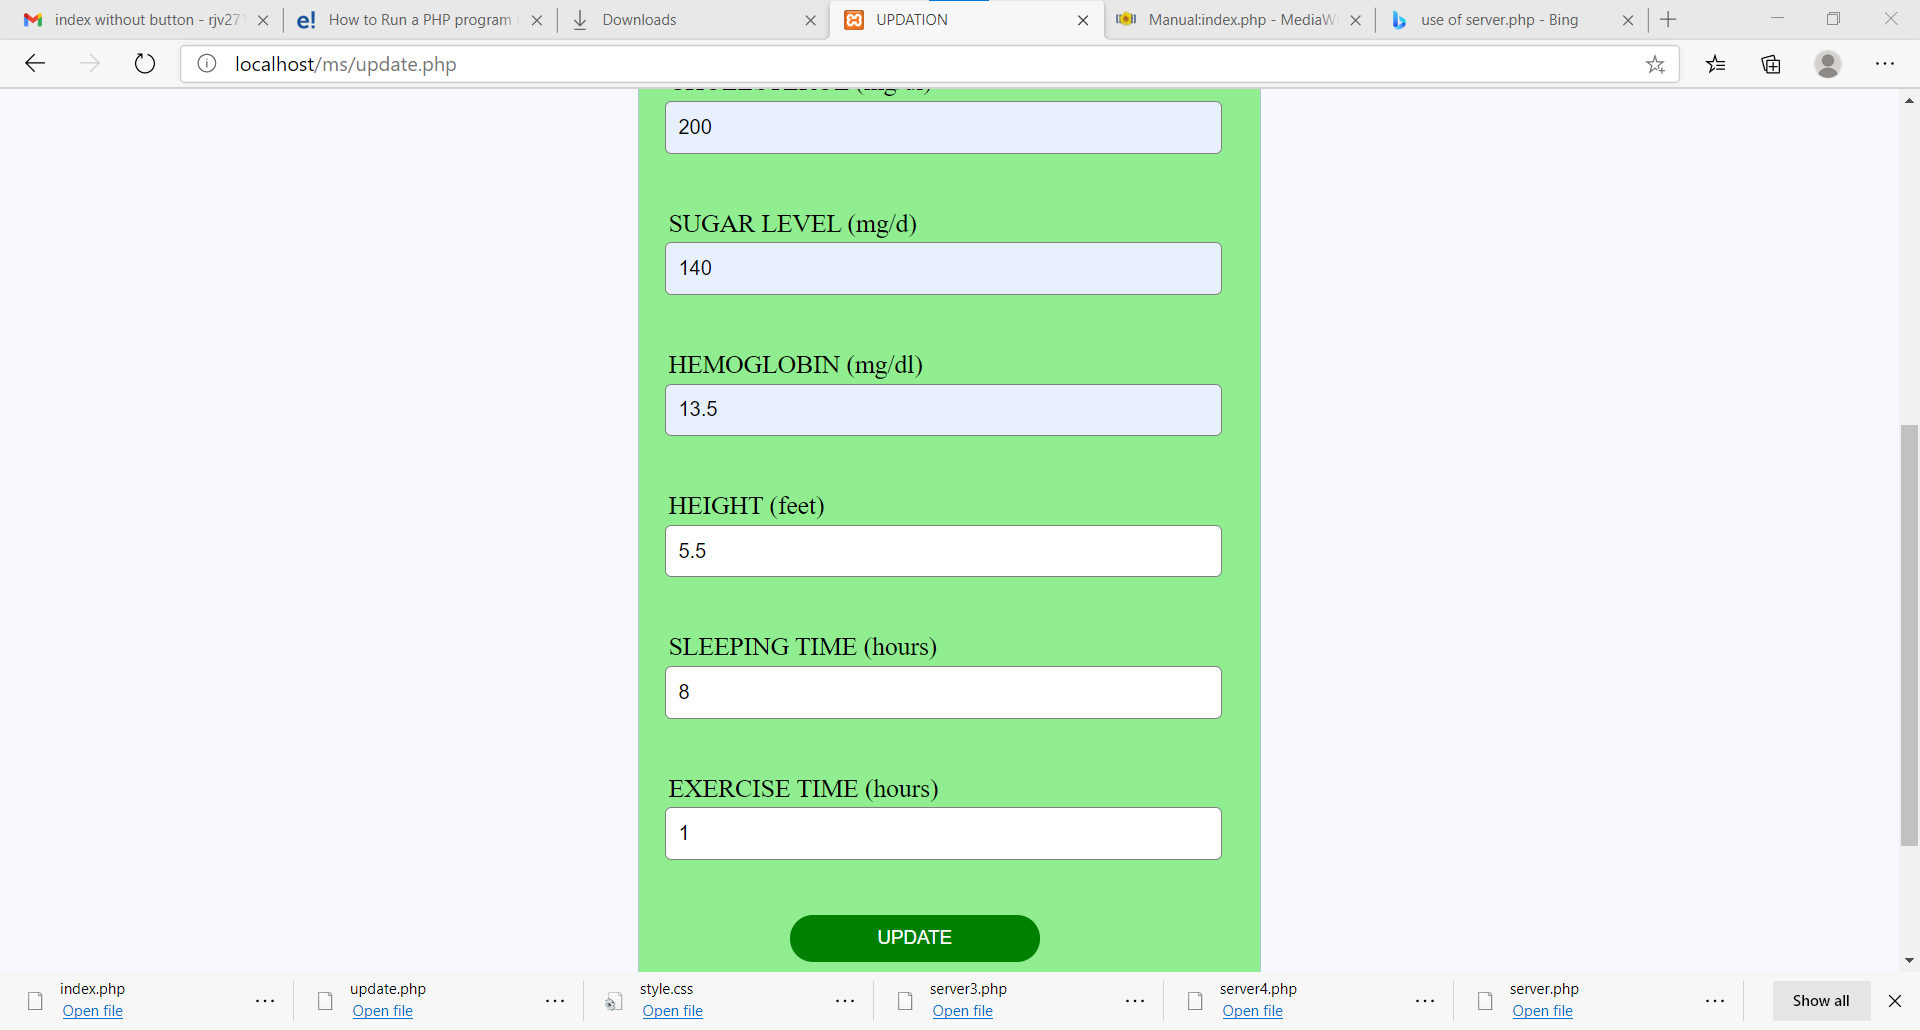 index without button - rjv27
How to Run a PHP program
Downloads
UPDATION
Manual:index.php - MediaW
use of server.php - Bing
localhost/ms/update.php
200
SUGAR LEVEL (mg/d)
140
HEMOGLOBIN (mg/dl)
13.5
HEIGHT (feet)
5.5
SLEEPING TIME (hours)
8
EXERCISE TIME (hours)
1
UPDATE
index.php
Open file
update.php
Open file
style.css
Open file
server3.php
Open file
server4.php
Open file
server.php
Open file
Show all